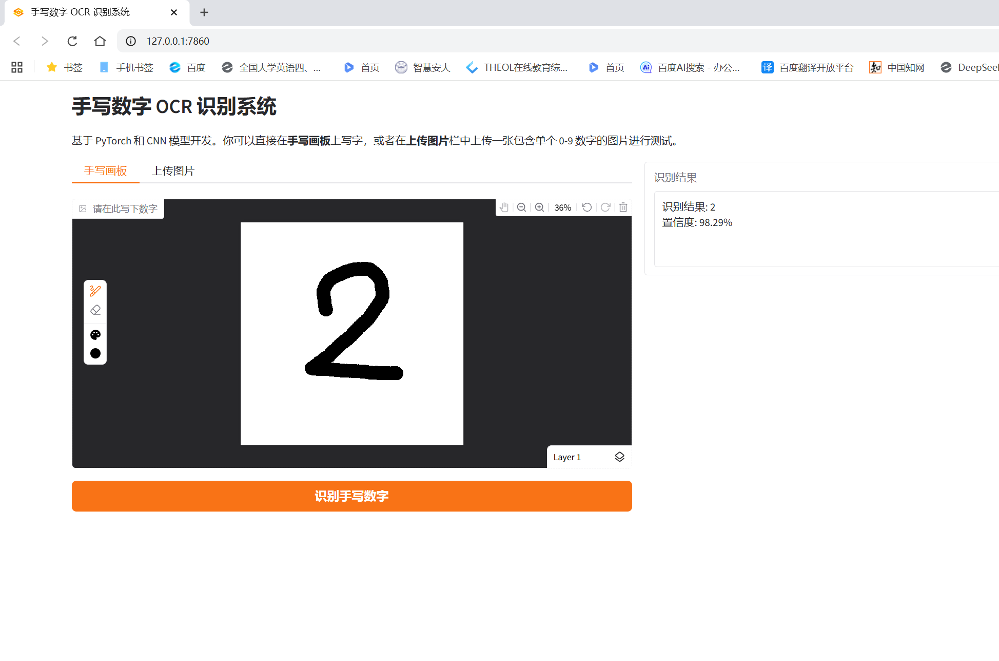 手写数字 OCR 识别系统
127.0.0.1:7860
书签 手机书签 百度 全国大学英语四、... 首页 智慧安大 THEOL在线教育综... 首页 百度AI搜索 - 办公... 百度翻译开放平台 中国知网 DeepSeel
手写数字 OCR 识别系统
基于 PyTorch 和 CNN 模型开发。你可以直接在手写画板上写字，或者在上传图片栏中上传一张包含单个 0-9 数字的图片进行测试。
手写画板 上传图片
识别结果
请在此写下数字
36%
识别结果: 2
置信度: 98.29%
2
Layer 1
识别手写数字